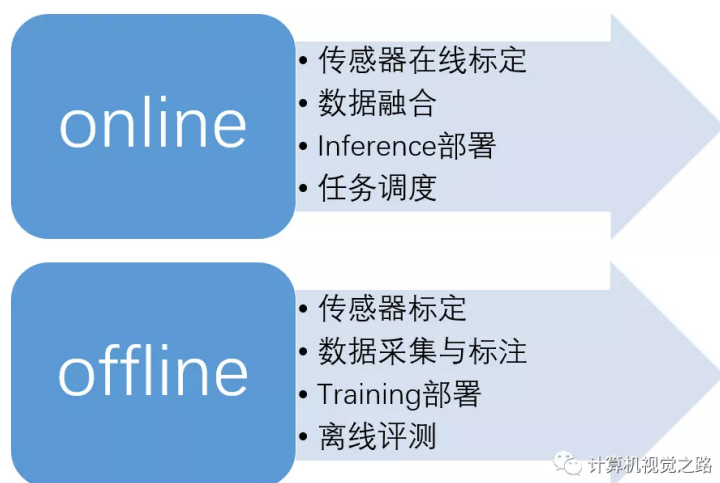 online
• 传感器在线标定
• 数据融合
• Inference部署
• 任务调度
offline
• 传感器标定
• 数据采集与标注
• Training部署
• 离线评测
计算机视觉之路